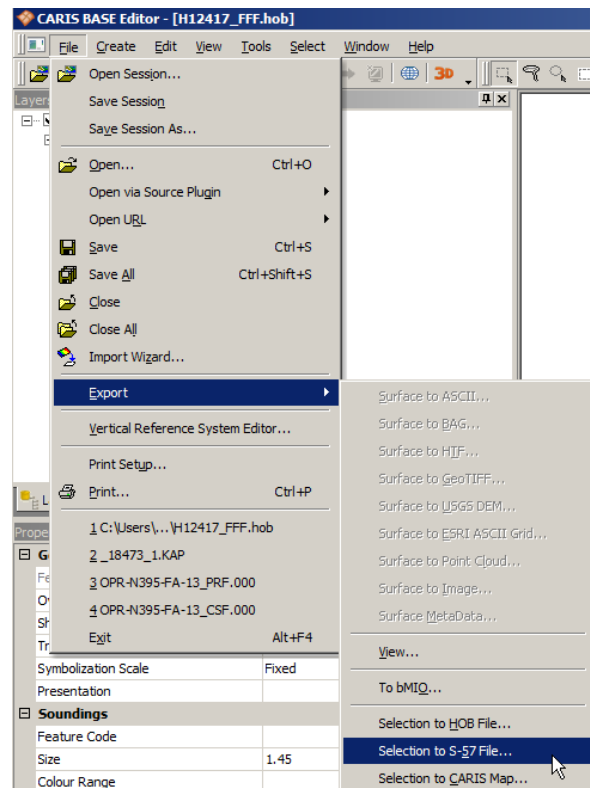 CARIS BASE Editor - [H12417_FFF.hob]
File Create Edit View Tools Select Window Help
3D
Layers
Open Session...
Save Session
Save Session As...
Open... Ctrl+O
Open via Source Plugin
Open URL
Save Ctrl+S
Save All Ctrl+Shift+S
Close
Close All
Import Wizard...
Export
Vertical Reference System Editor...
Print Setup...
Print... Ctrl+P
1 C:\Users\...\H12417_FFF.hob
2 _18473_1.KAP
3 OPR-N395-FA-13_PRF.000
4 OPR-N395-FA-13_CSF.000
Exit Alt+F4
Surface to ASCII...
Surface to BAG...
Surface to HTF...
Surface to GeoTIFF...
Surface to USGS DEM...
Surface to ESRI ASCII Grid...
Surface to Point Cloud...
Surface to Image...
Surface MetaData...
View...
To bMIO...
Selection to HOB File...
Selection to S-57 File...
Selection to CARIS Map...
Symbolization Scale Fixed
Presentation
Soundings
Feature Code
Size 1.45
Colour Range